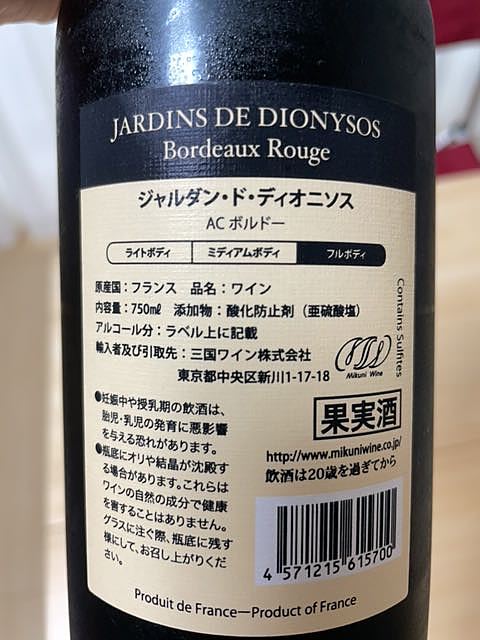 JARDINS DE DIONYSOS
Bordeaux Rouge
ジャルダン・ド・ディオニソス
AC ボルドー
ライトボディ ミディアムボディ フルボディ
原産国：フランス 品名：ワイン
内容量：750㎖ 添加物：酸化防止剤（亜硫酸塩）
アルコール分：ラベル上に記載
輸入者及び引取先：三国ワイン株式会社
東京都中央区新川1-17-18
Mikuni Wine
Contains Sulfites
●妊娠中や授乳期の飲酒は、
胎児・乳児の発育に悪影響
を与える恐れがあります。
●瓶底にオリや結晶が沈殿す
る場合があります。これらは
ワインの自然の成分で健康
を害することはありません。
グラスに注ぐ際、瓶底に残す
様にして、お召し上がりくだ
さい。
果実酒
http://www.mikuniwine.co.jp/
飲酒は20歳を過ぎてから
4 571215 615700
Produit de France—Product of France